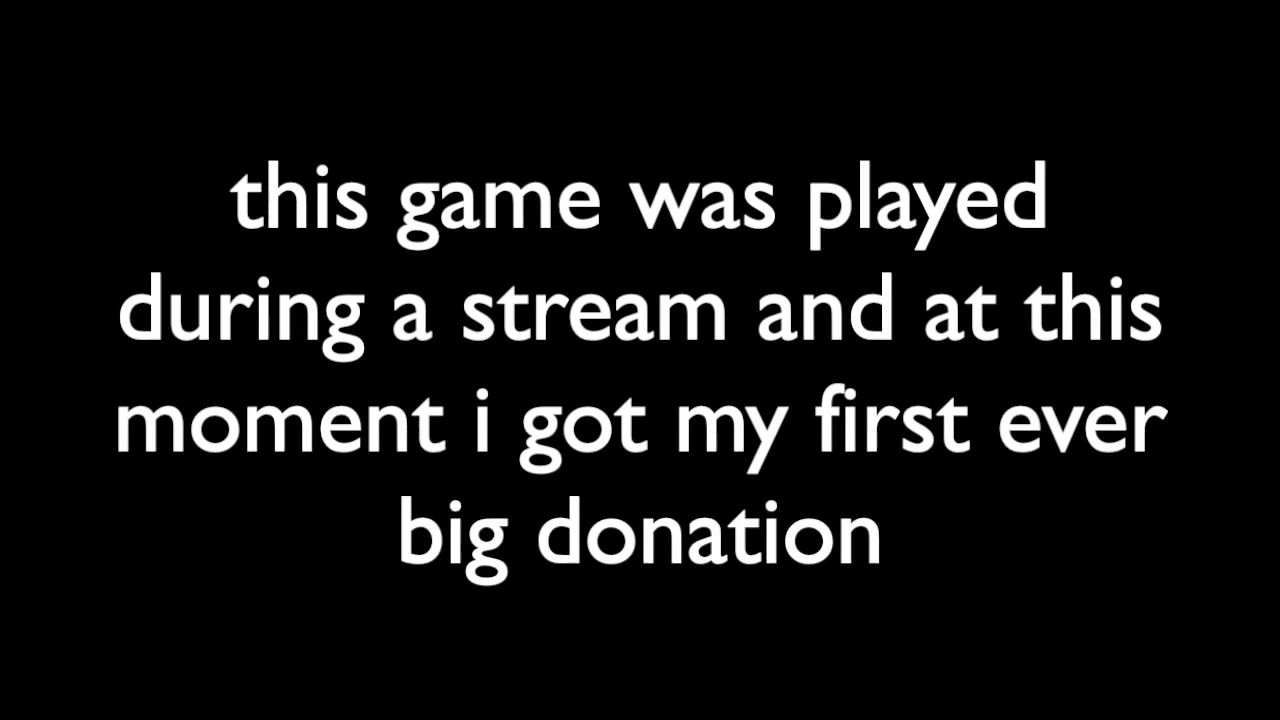 this game was played
during a stream and at this
moment i got my first ever
big donation